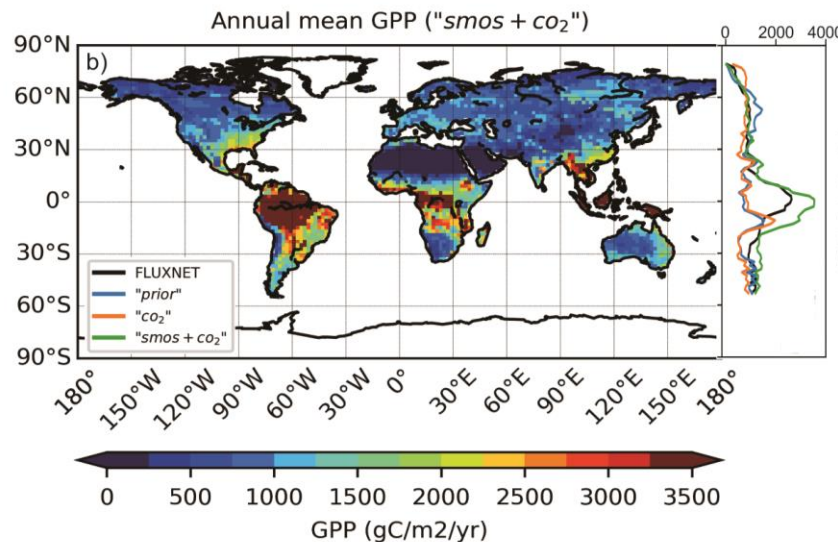 Annual mean GPP ("smos + co₂")
0 2000 4000
b)
90°N
60°N
30°N
0°
30°S
60°S
90°S
FLUXNET
"prior"
"co₂"
"smos + co₂"
180° 150°W 120°W 90°W 60°W 30°W 0° 30°E 60°E 90°E 120°E 150°E 180°
0 500 1000 1500 2000 2500 3000 3500
GPP (gC/m2/yr)